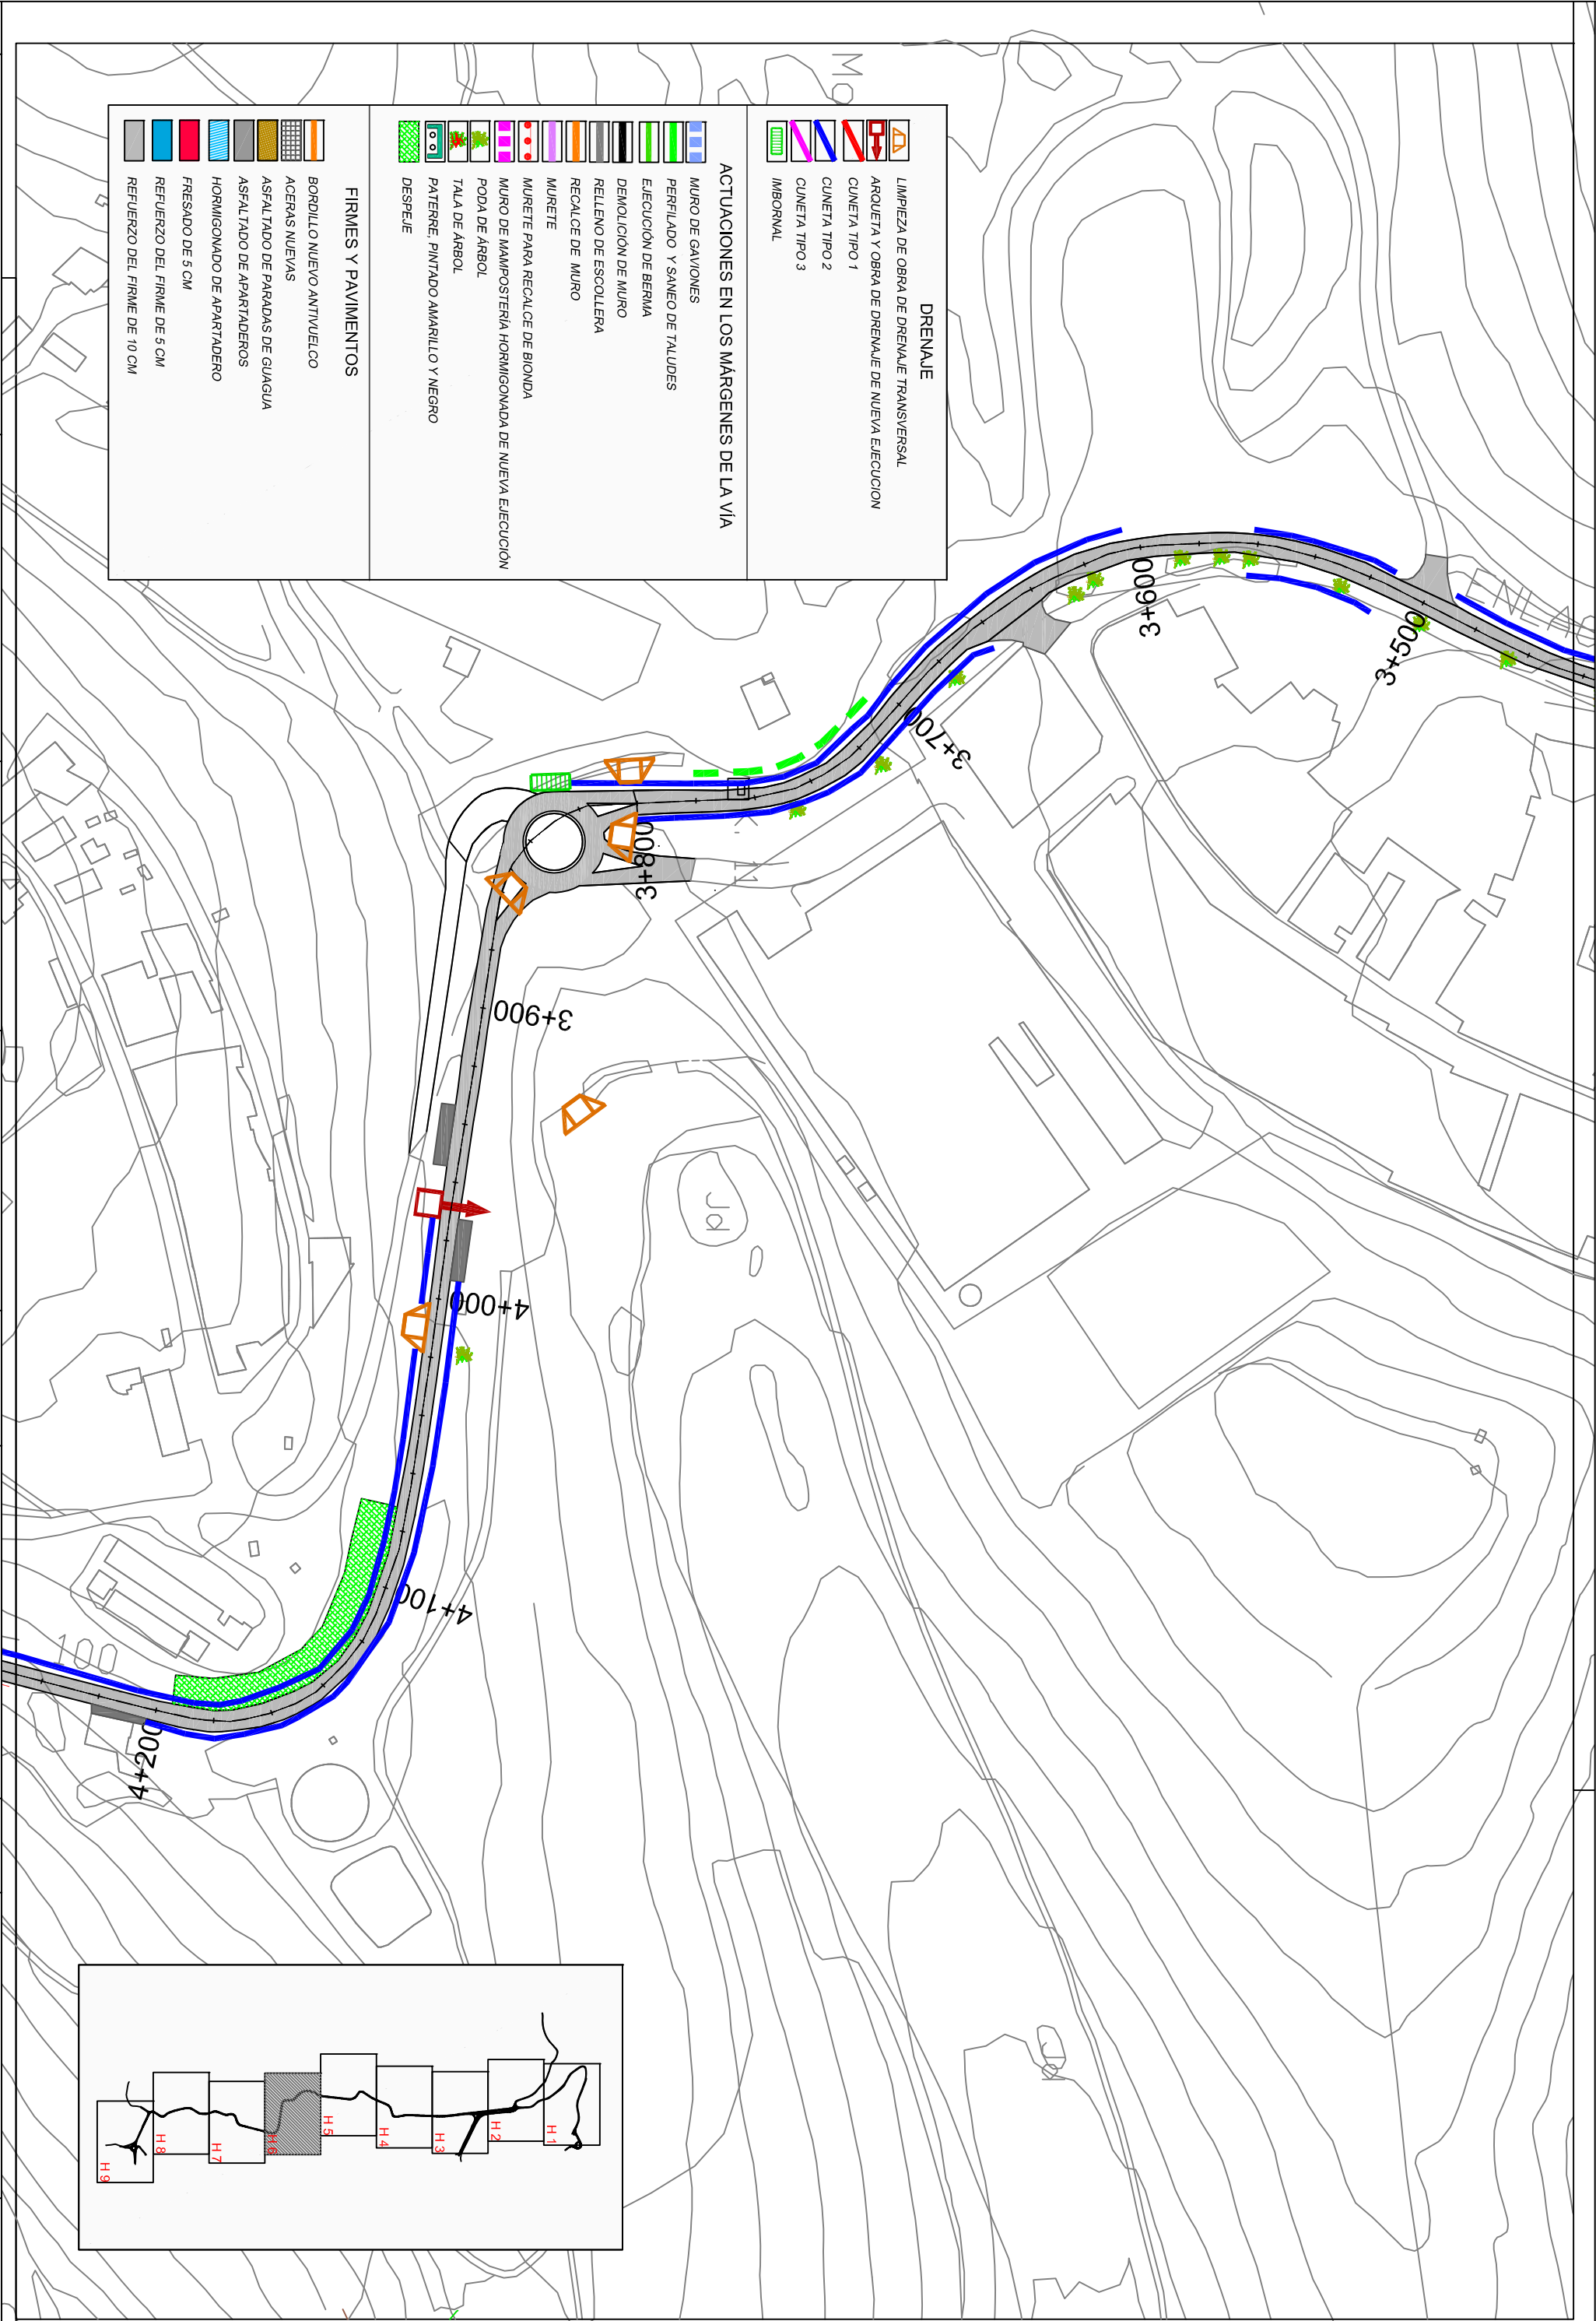 DRENAJE
LIMPIEZA DE OBRA DE DRENAJE TRANSVERSAL
ARQUETA Y OBRA DE DRENAJE DE NUEVA EJECUCION
CUNETA TIPO 1
CUNETA TIPO 2
CUNETA TIPO 3
IMBORNAL
ACTUACIONES EN LOS MÁRGENES DE LA VÍA
MURO DE GAVIONES
PERFILADO Y SANEO DE TALUDES
EJECUCIÓN DE BERMA
DEMOLICIÓN DE MURO
RELLENO DE ESCOLLERA
RECALCE DE MURO
MURETE
MURETE PARA RECALCE DE BIONDA
MURO DE MAMPOSTERÍA HORMIGONADA DE NUEVA EJECUCIÓN
PODA DE ÁRBOL
TALA DE ÁRBOL
PATERRE, PINTADO AMARILLO Y NEGRO
DESPEJE
FIRMES Y PAVIMENTOS
BORDILLO NUEVO ANTIVUELCO
ACERAS NUEVAS
ASFALTADO DE PARADAS DE GUAGUA
ASFALTADO DE APARTADEROS
HORMIGONADO DE APARTADERO
FRESADO DE 5 CM
REFUERZO DEL FIRME DE 5 CM
REFUERZO DEL FIRME DE 10 CM
3+500
3+600
3+700
3+800
3+900
4+000
4+100
4+200
Mo
Jd
100
H 1
H 2
H 3
H 4
H 5
H 6
H 7
H 8
H 9